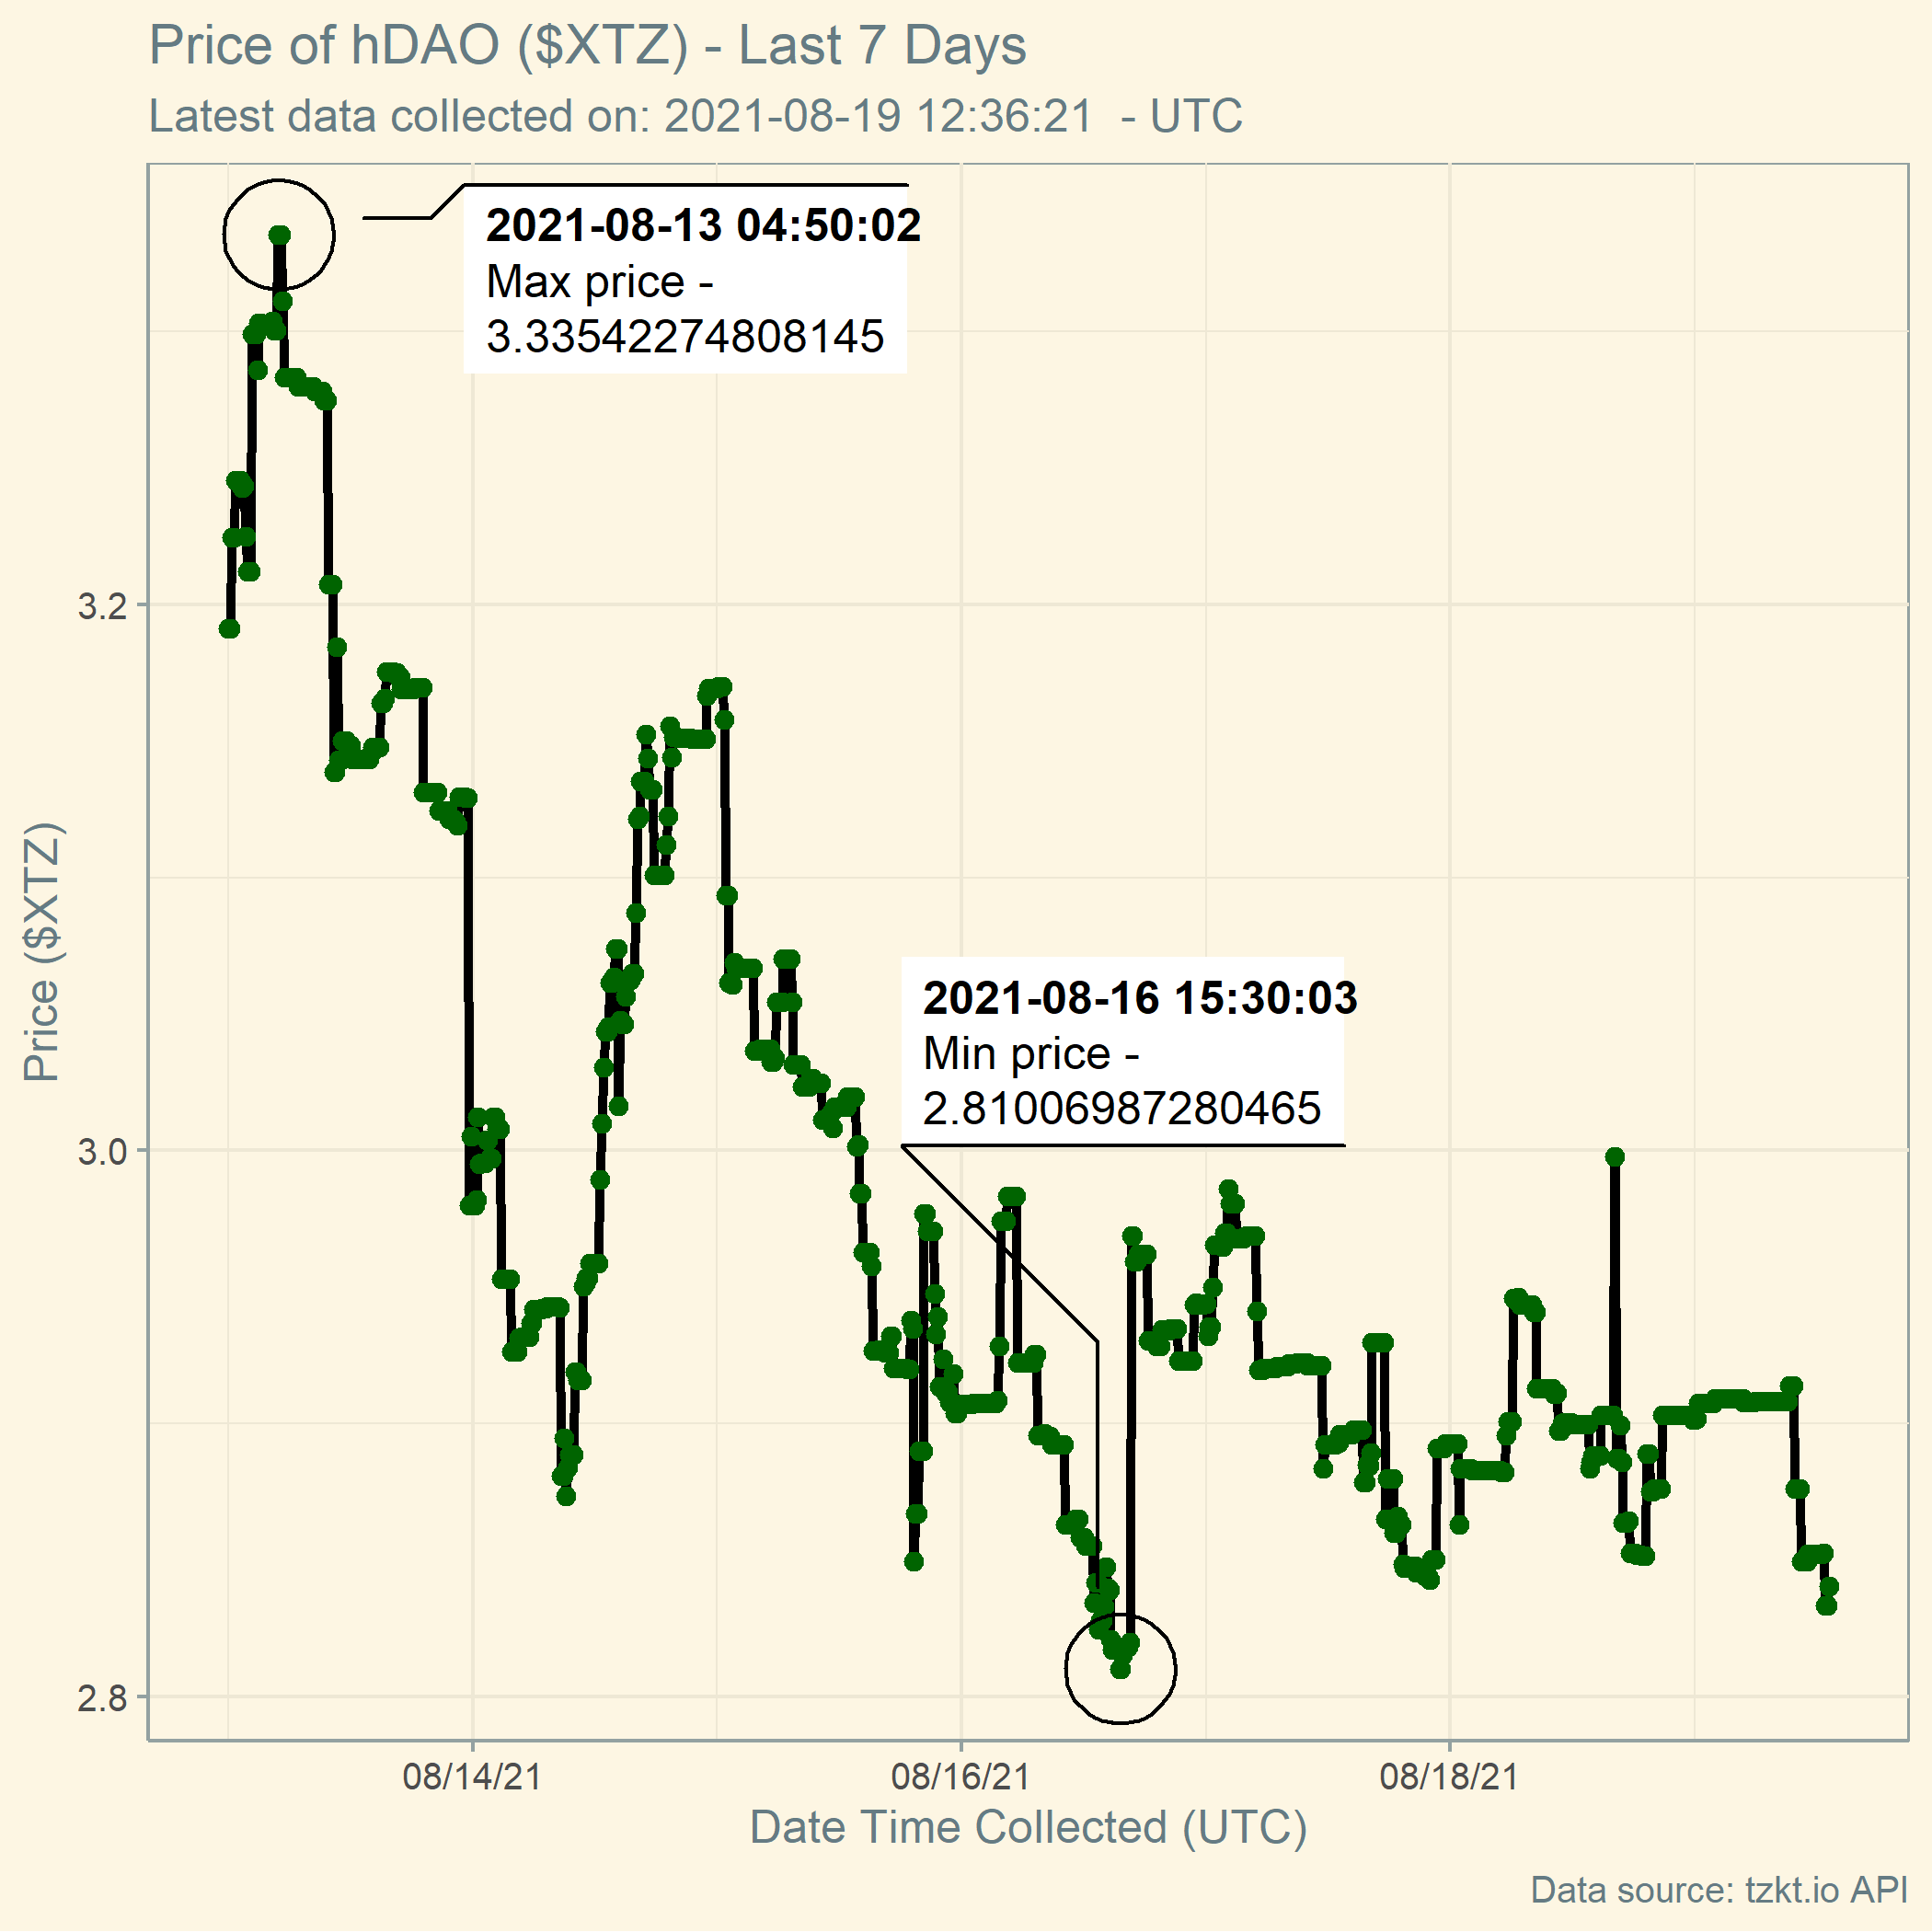 Price of hDAO ($XTZ) - Last 7 Days
Latest data collected on: 2021-08-19 12:36:21  - UTC
2021-08-13 04:50:02
Max price -
3.33542274808145
3.2
Price ($XTZ)
2021-08-16 15:30:03
Min price -
2.81006987280465
3.0
2.8
08/14/21 08/16/21 08/18/21
Date Time Collected (UTC)
Data source: tzkt.io API